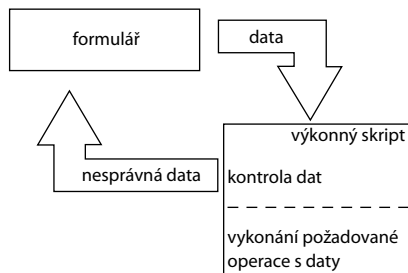 formulář
data
výkonný skript
nesprávná data
kontrola dat
vykonání požadované
operace s daty